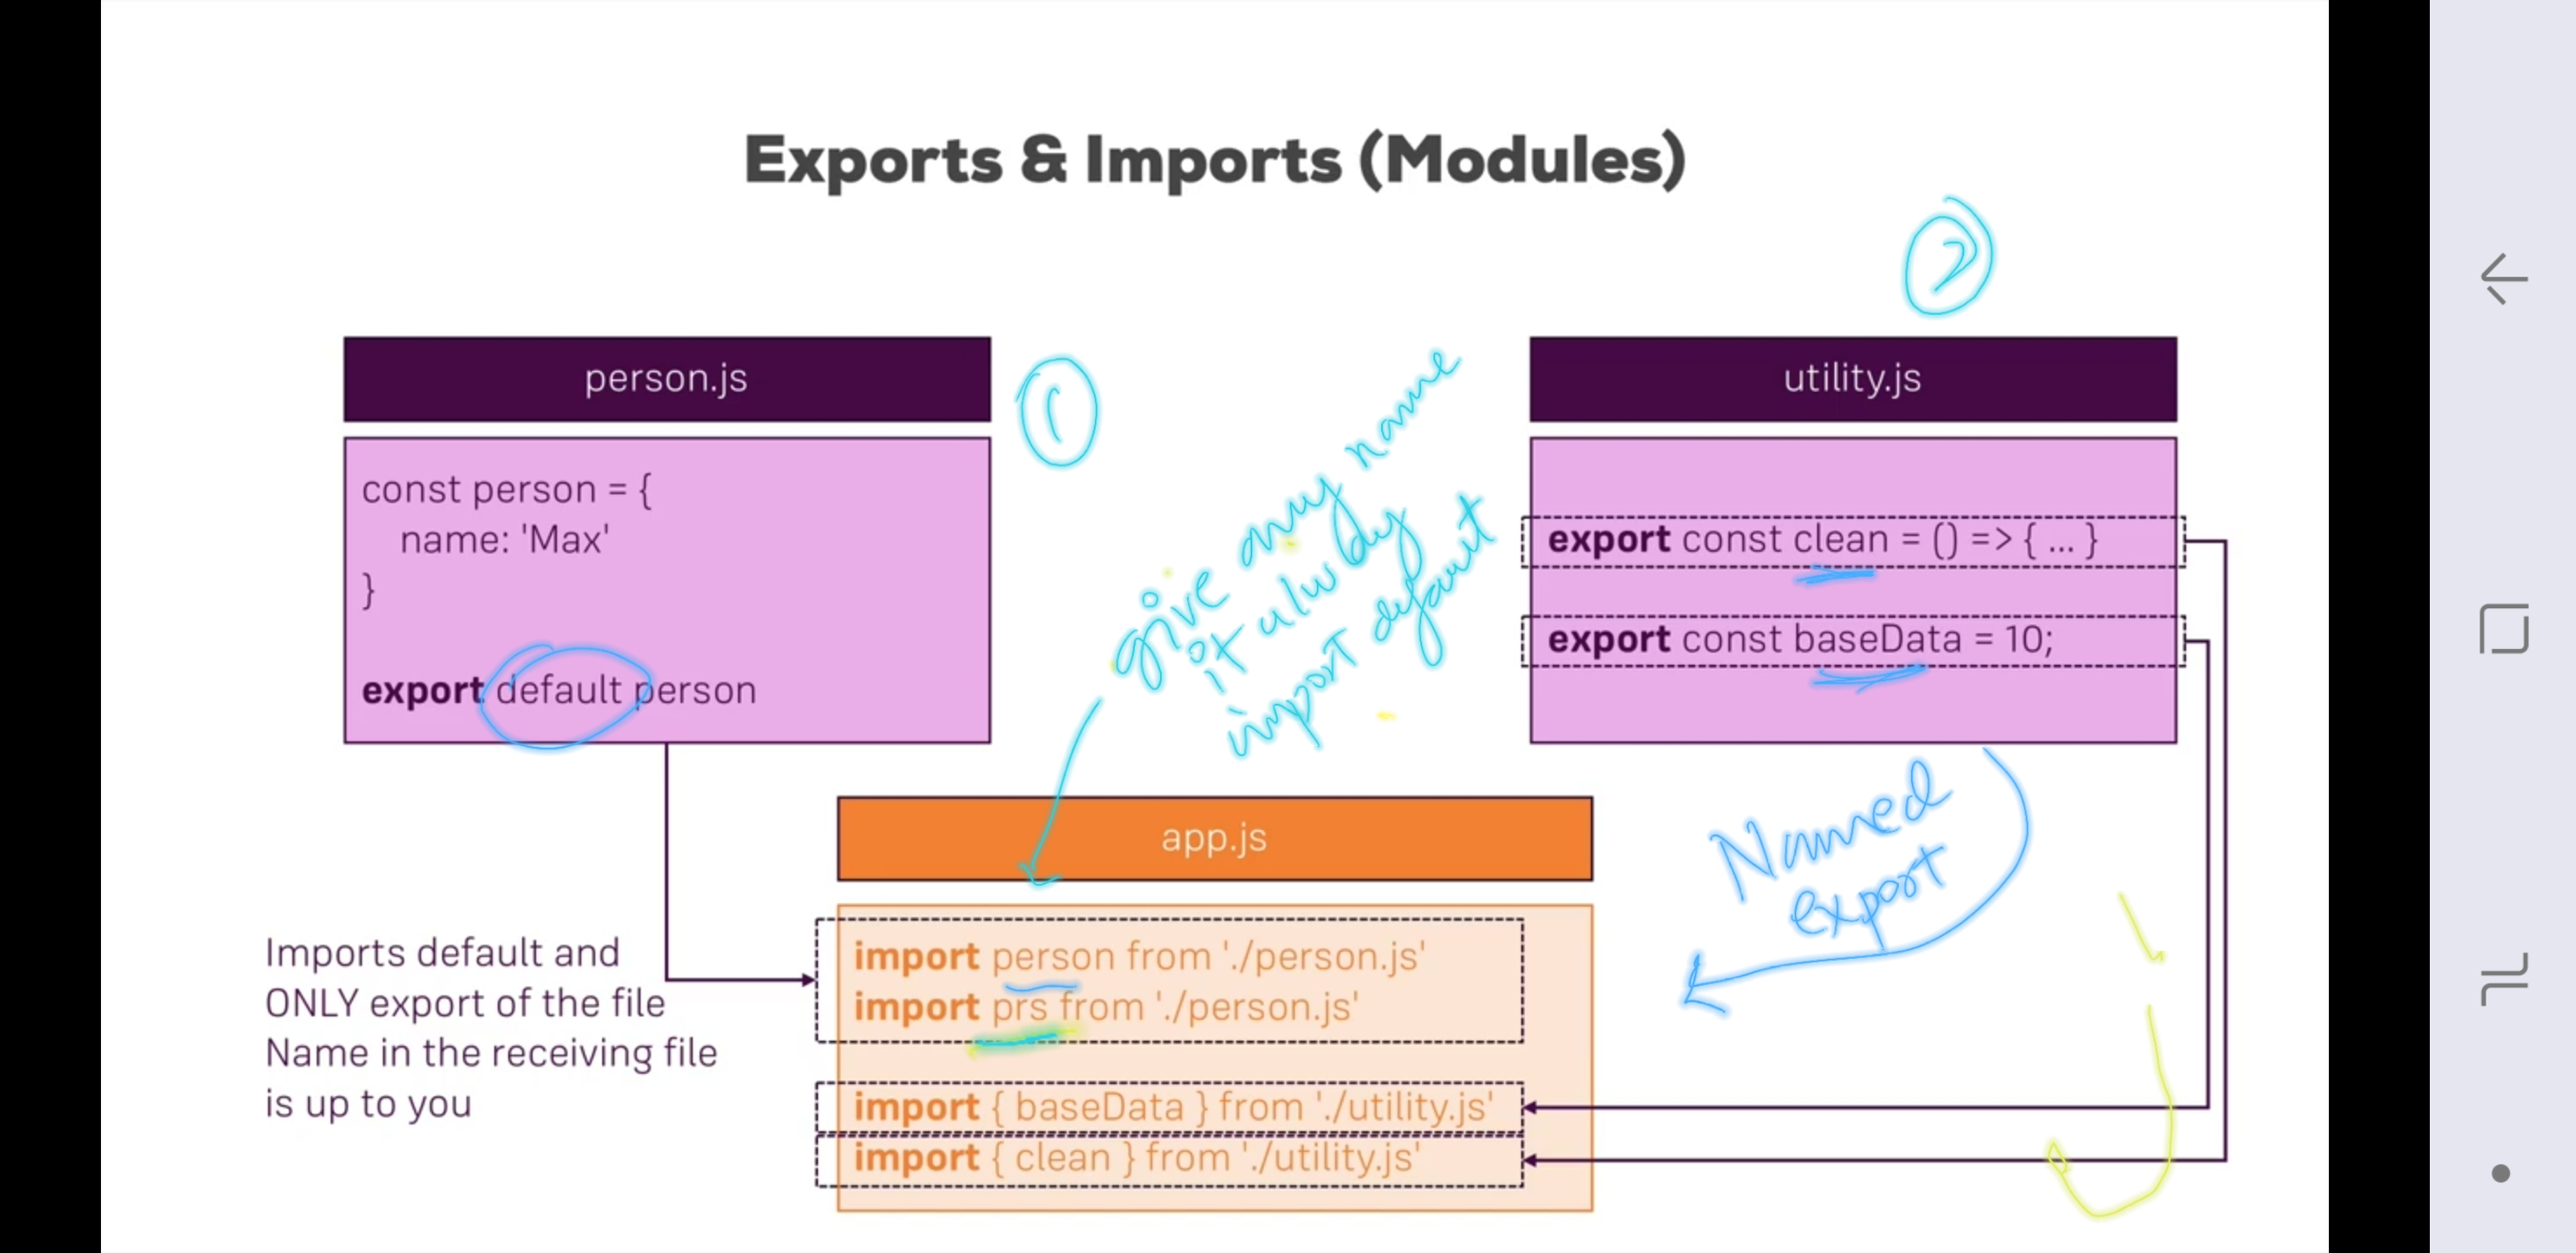 Exports & Imports (Modules)
2
person.js
1
utility.js
const person = {
name: 'Max'
}
export default person
give any name
it always
import default
export const clean = () => { ... }
export const baseData = 10;
Named
export
app.js
import person from './person.js'
import prs from './person.js'
import { baseData } from './utility.js'
import { clean } from './utility.js'
Imports default and
ONLY export of the file
Name in the receiving file
is up to you